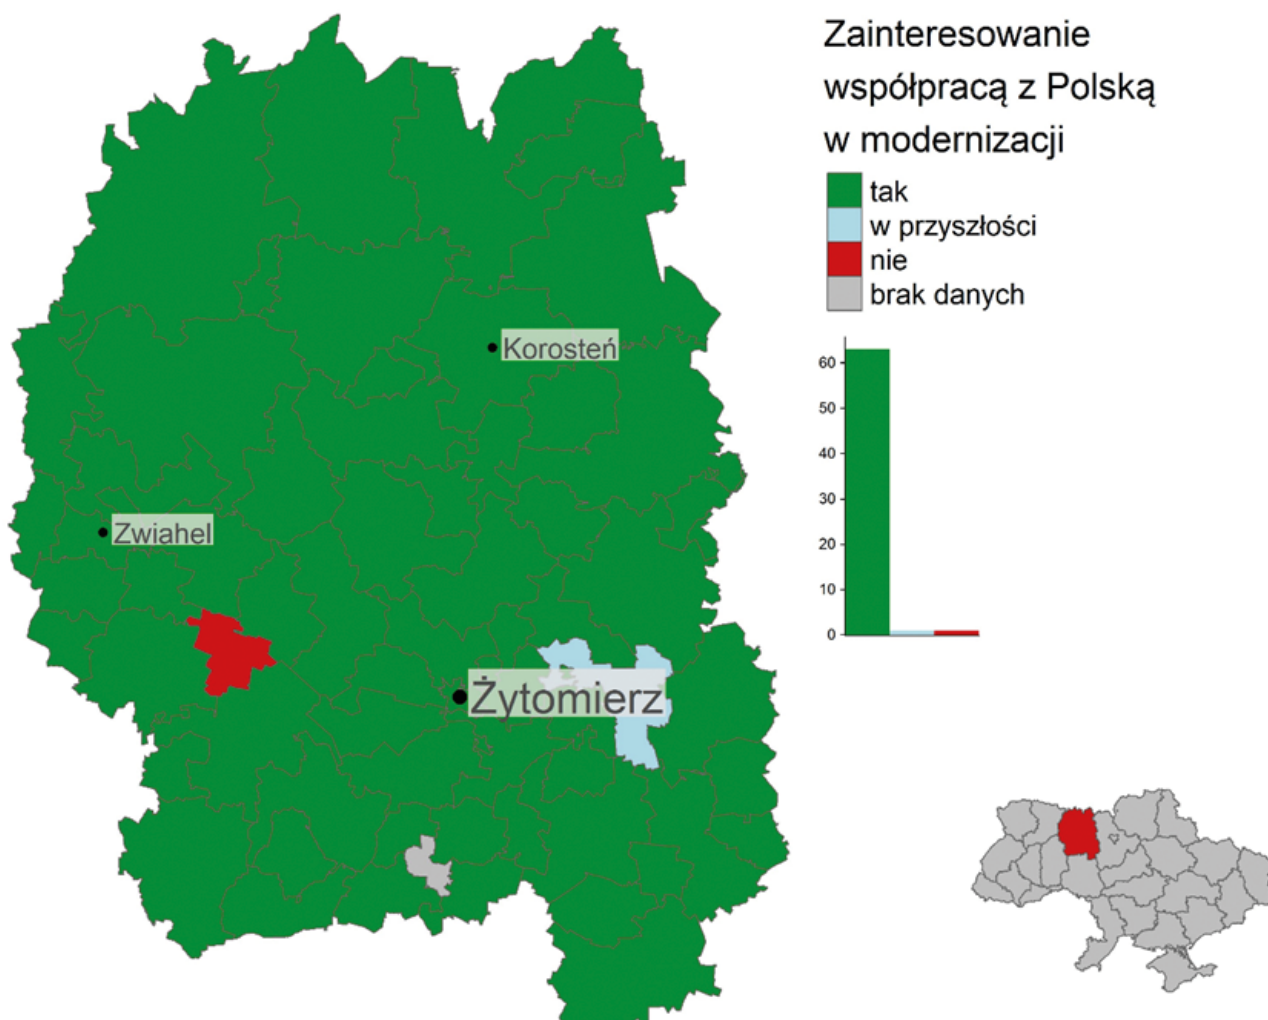 Zainteresowanie
współpracą z Polską
w modernizacji
tak
w przyszłości
nie
brak danych
60
50
40
30
20
10
0
Korosteń
Zwiahel
Żytomierz